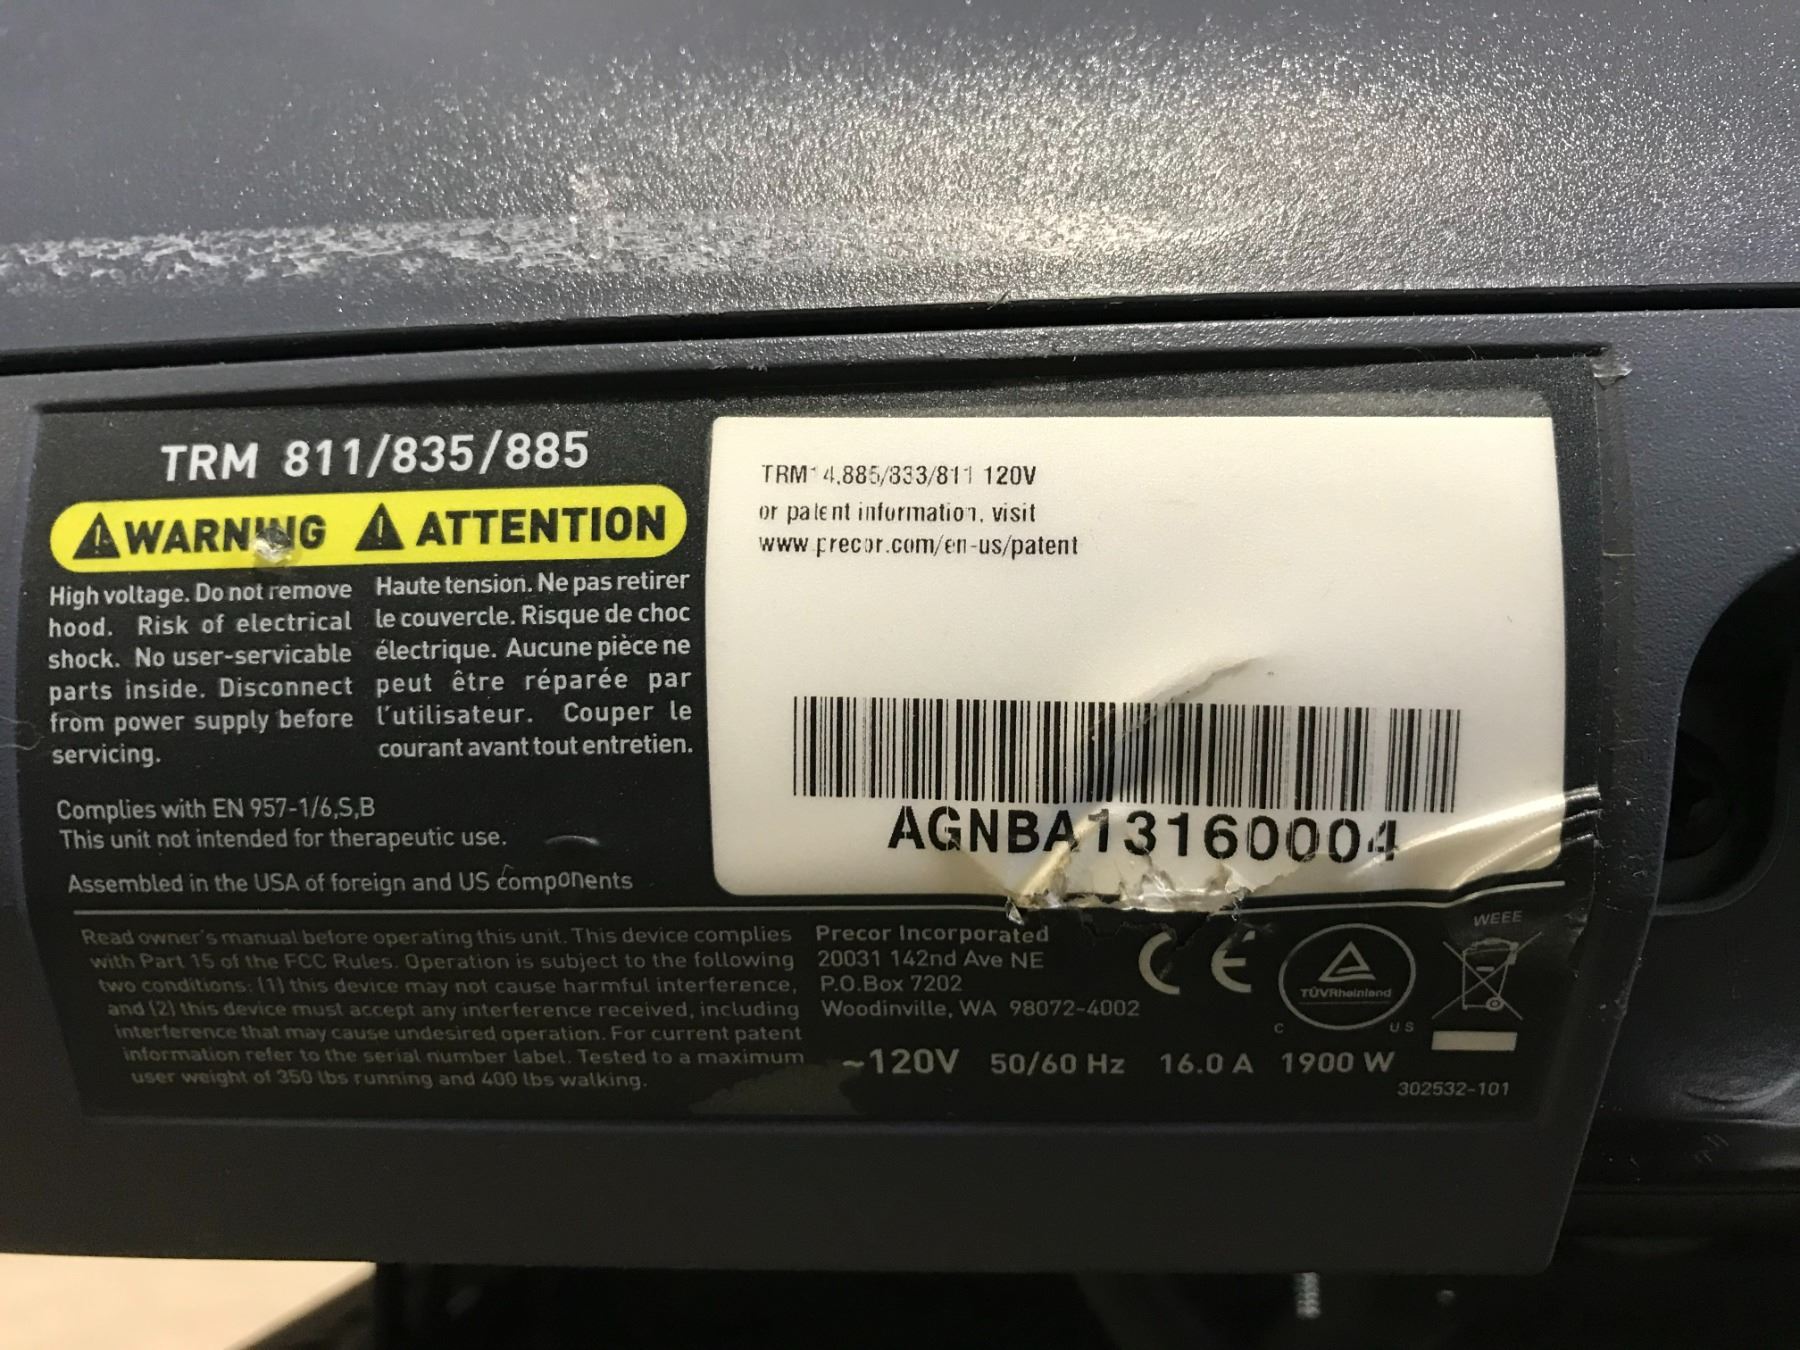 TRM 811/835/885
WARNING ATTENTION
High voltage. Do not remove
hood. Risk of electrical
shock. No user-servicable
parts inside. Disconnect
from power supply before
servicing.
Haute tension. Ne pas retirer
le couvercle. Risque de choc
électrique. Aucune pièce ne
peut être réparée par
l'utilisateur. Couper le
courant avant tout entretien.
Complies with EN 957-1/6,S,B
This unit not intended for therapeutic use.
Assembled in the USA of foreign and US components
TRM 4,885/833/811 120V
or patent information, visit
www.precor.com/en-us/patent
AGNBA13160004
Read owner's manual before operating this unit. This device complies
with Part 15 of the FCC Rules. Operation is subject to the following
two conditions: (1) this device may not cause harmful interference,
and (2) this device must accept any interference received, including
interference that may cause undesired operation. For current patent
information refer to the serial number label. Tested to a maximum
user weight of 350 lbs running and 400 lbs walking.
Precor Incorporated
20031 142nd Ave NE
P.O.Box 7202
Woodinville, WA 98072-4002
CE
TÜVRheinland
C US
WEEE
~120V 50/60 Hz 16.0 A 1900 W
302532-101